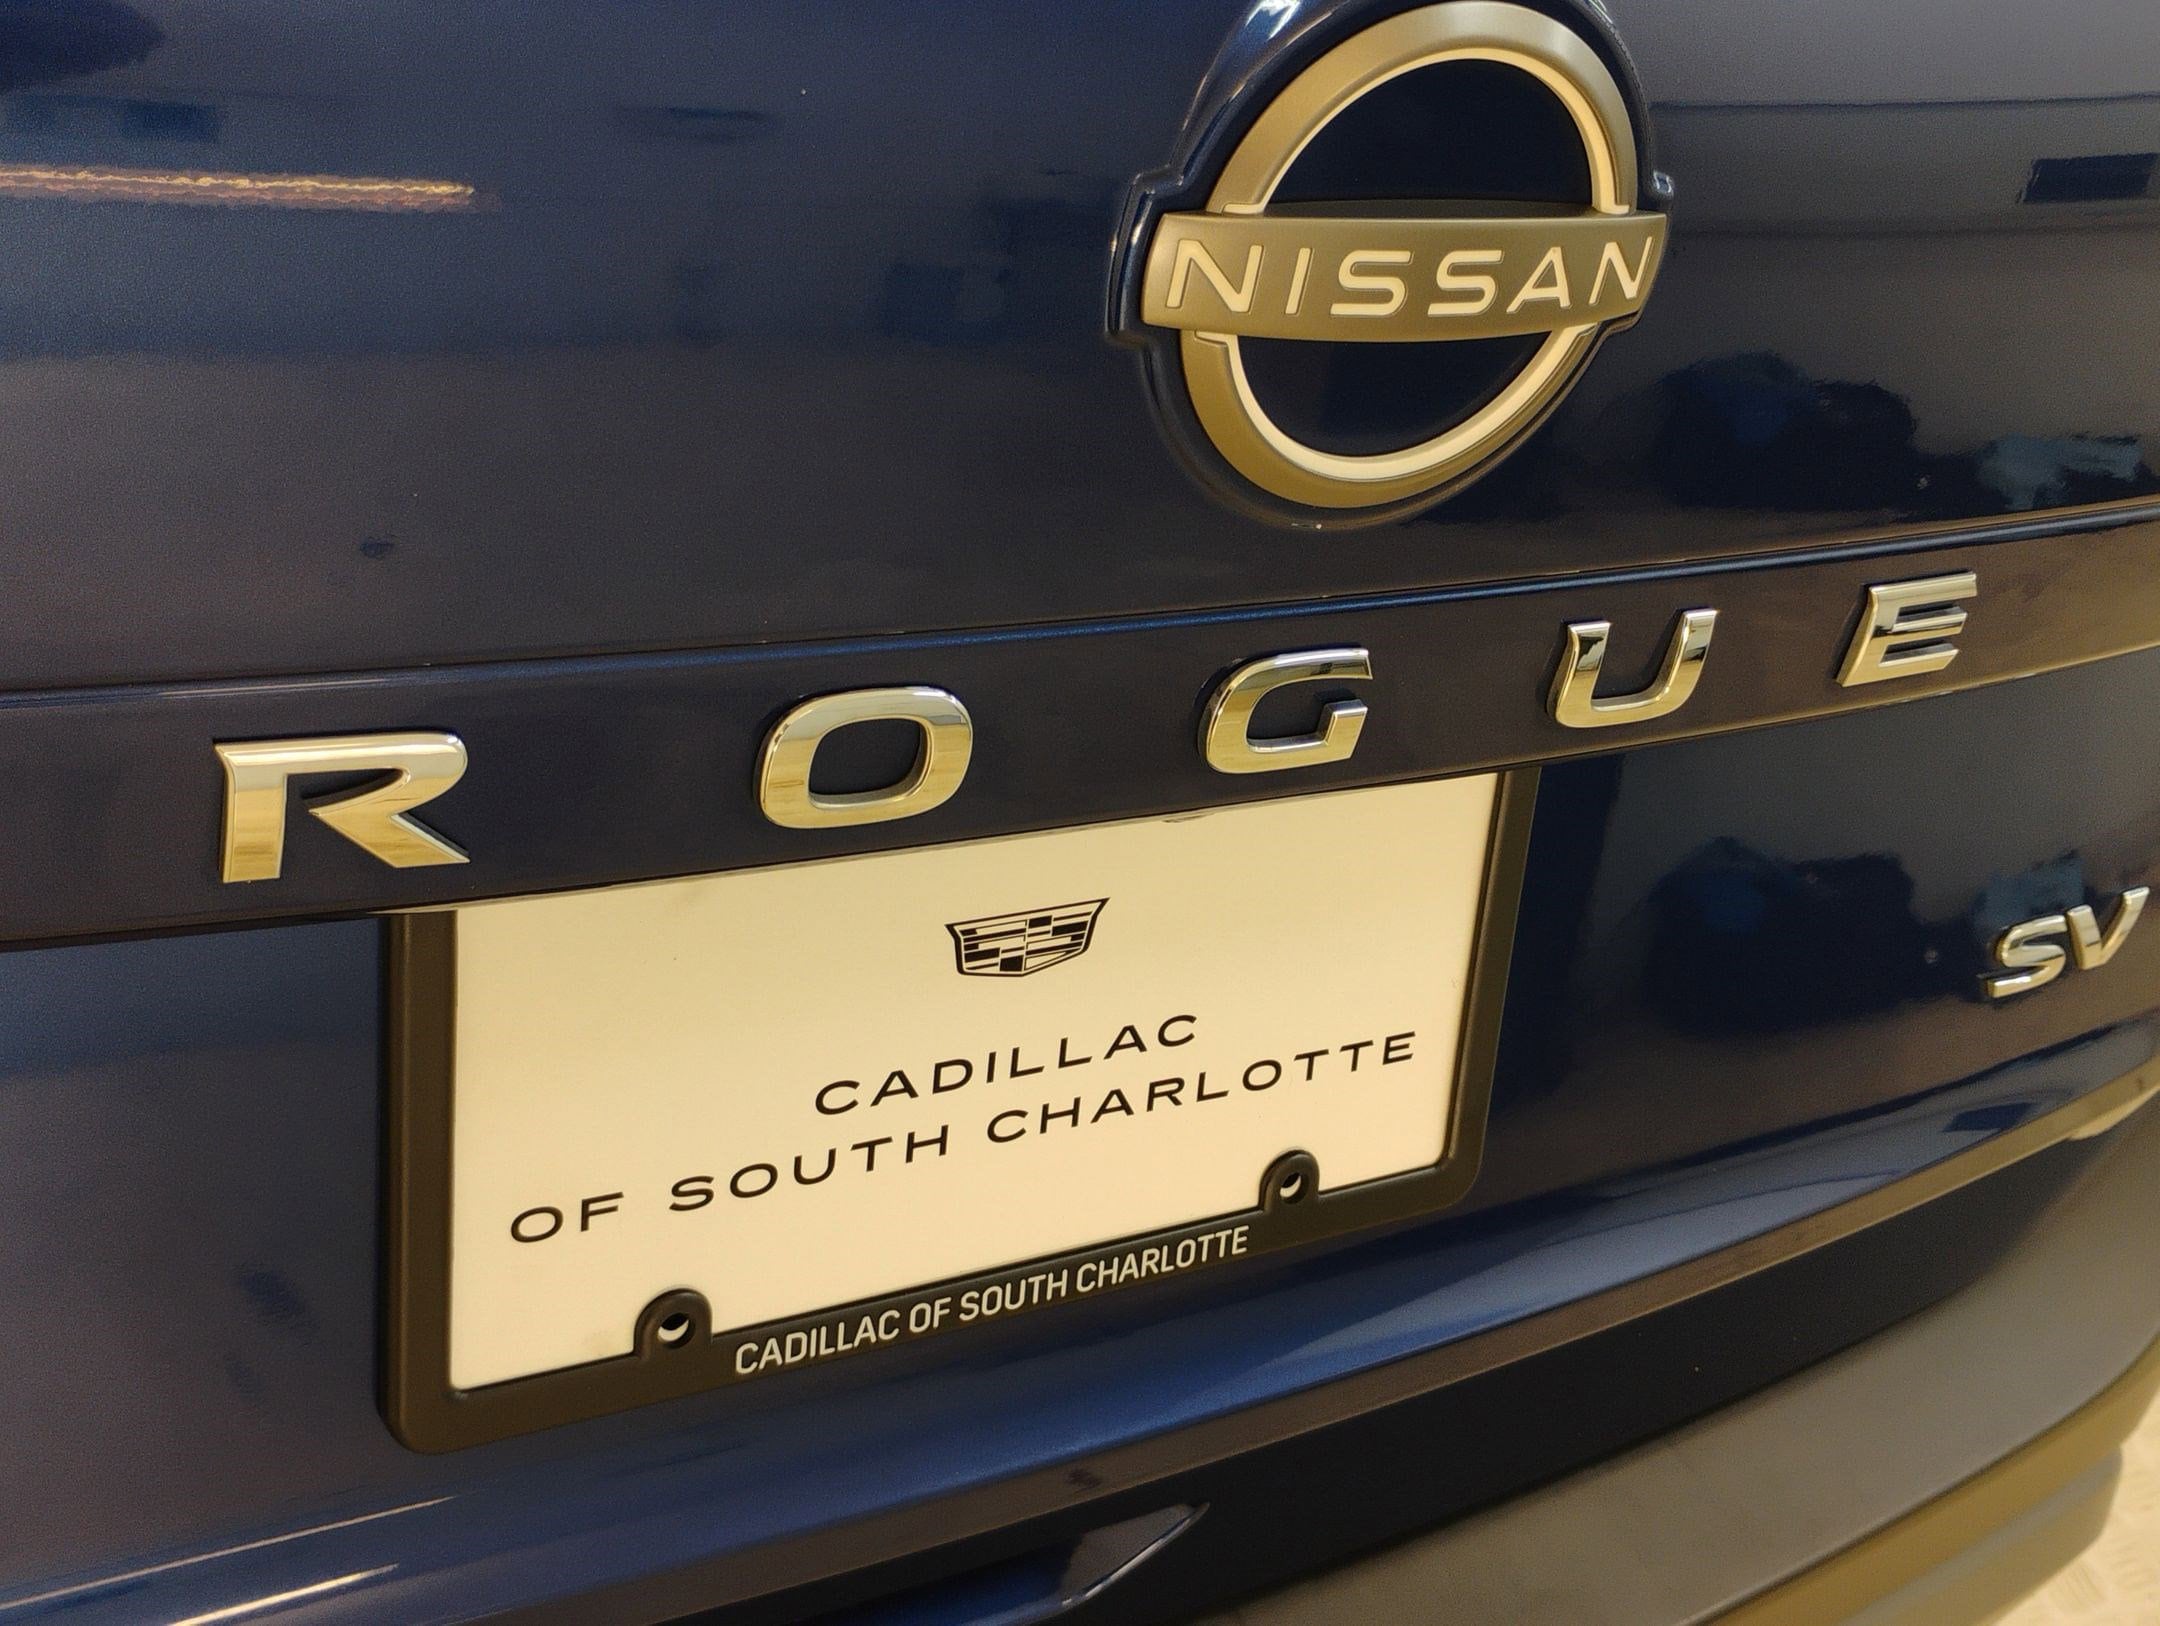 NISSAN
ROGUE
SV
CADILLAC
OF SOUTH CHARLOTTE
CADILLAC OF SOUTH CHARLOTTE